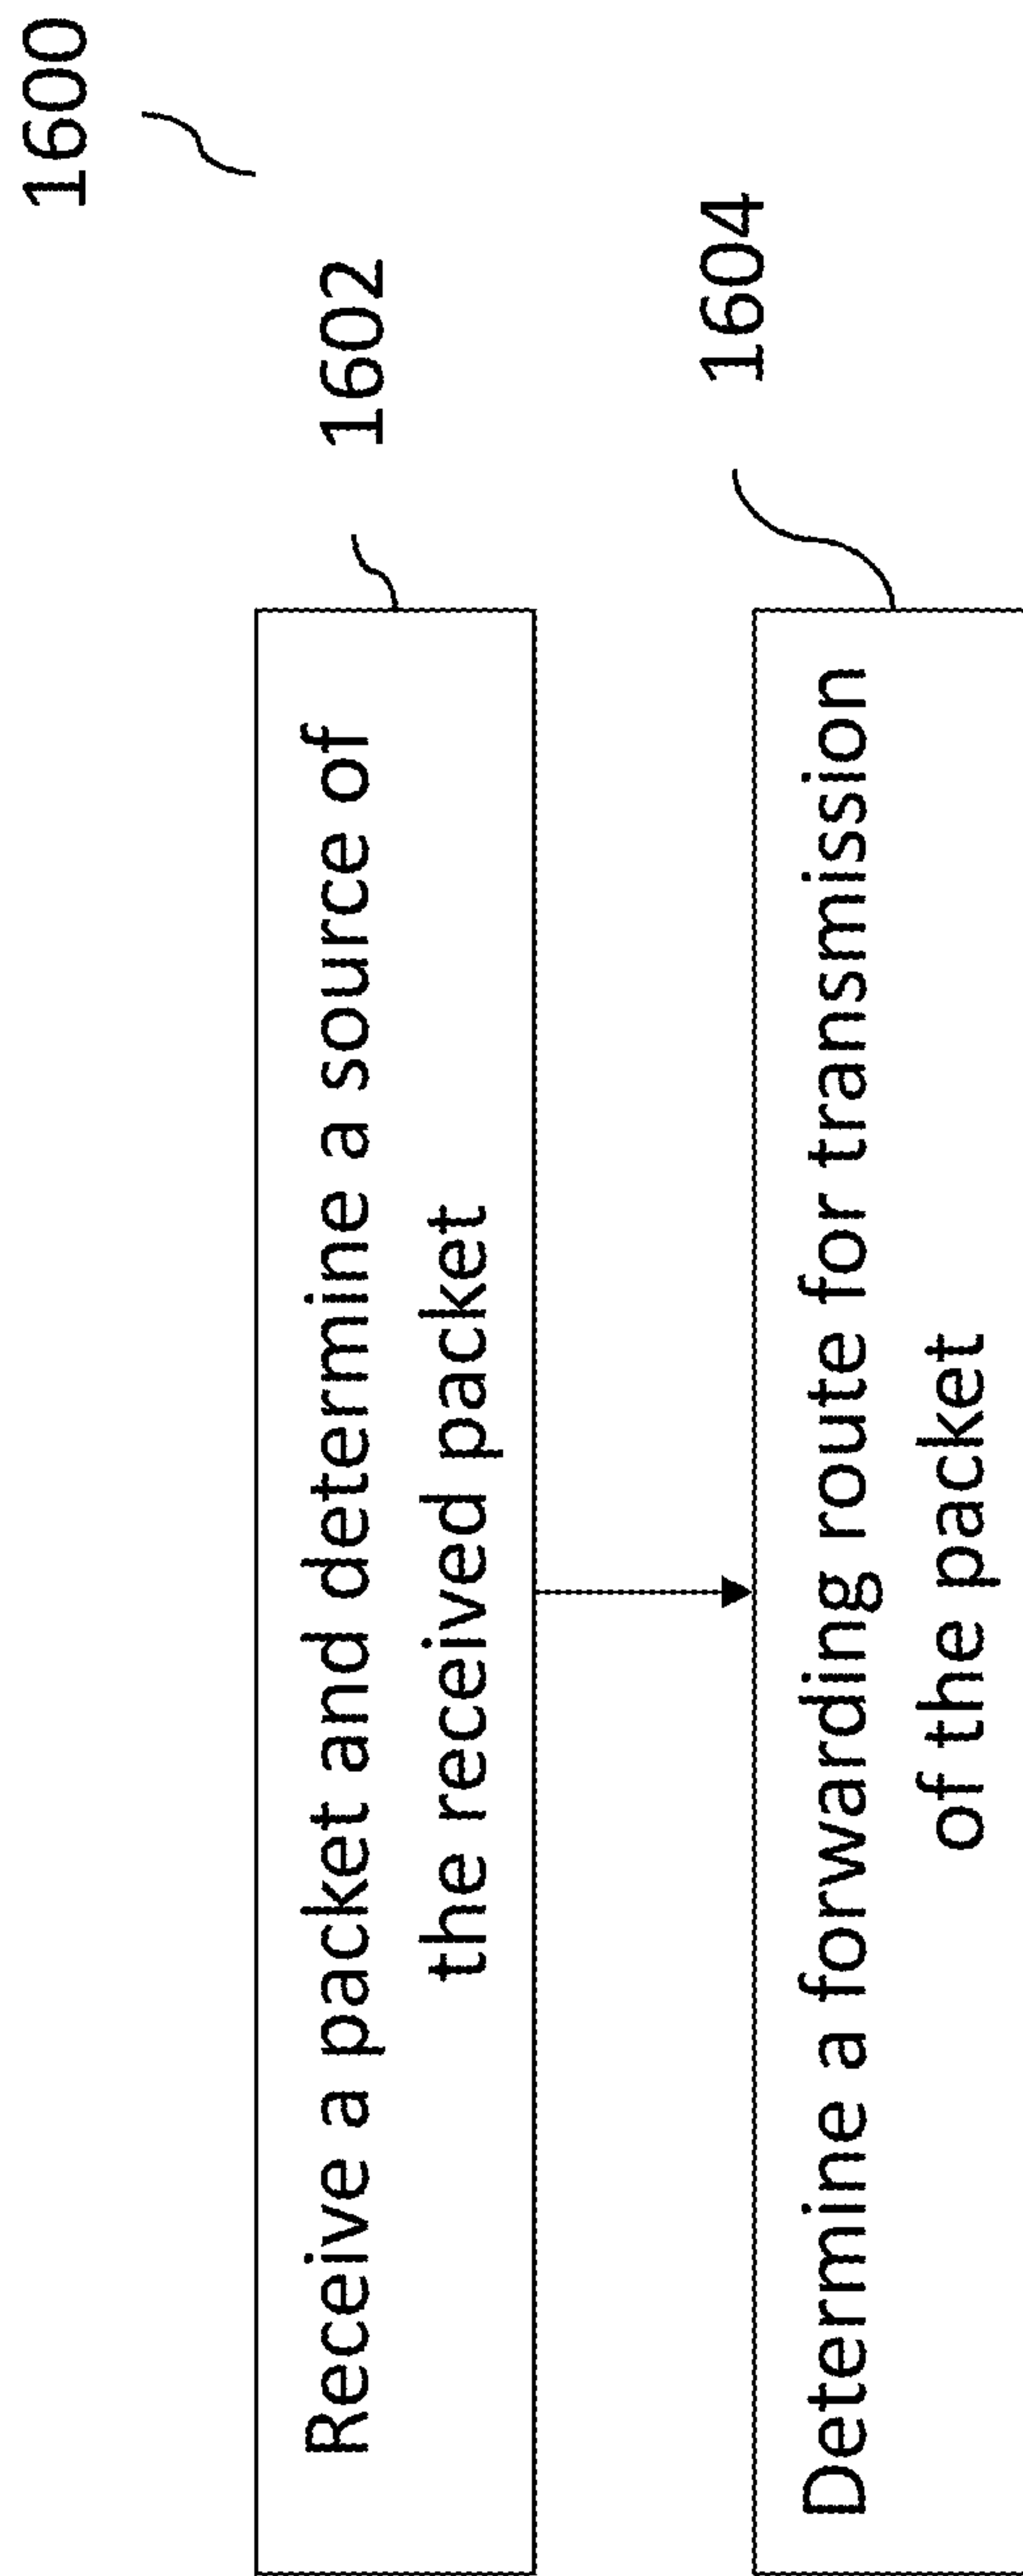 1600
1602
Receive a packet and determine a source of
the received packet
1604
Determine a forwarding route for transmission
of the packet